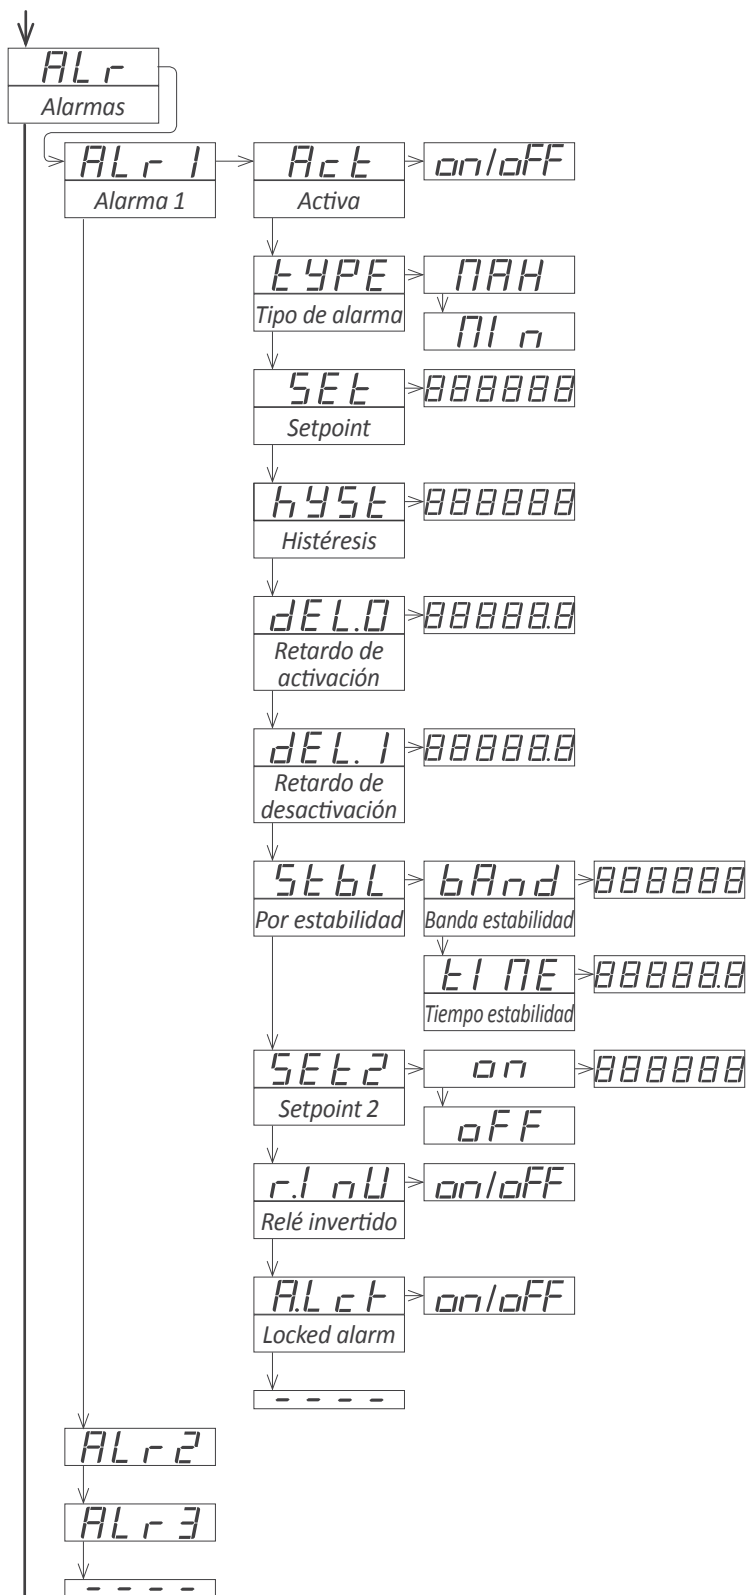 ALr
Alarmas
ALr 1
Alarma 1
Act
Activa
on/oFF
tYPE
Tipo de alarma
MAH
MIn
SEt
Setpoint
888888
hYSt
Histéresis
888888
dEL.0
Retardo de
activación
88888.8
dEL.1
Retardo de
desactivación
88888.8
StbL
Por estabilidad
bAnd
Banda estabilidad
888888
tIME
Tiempo estabilidad
88888.8
SEt2
Setpoint 2
on
888888
oFF
r.InV
Relé invertido
on/oFF
A.Lct
Locked alarm
on/oFF
----
ALr2
ALr3
----